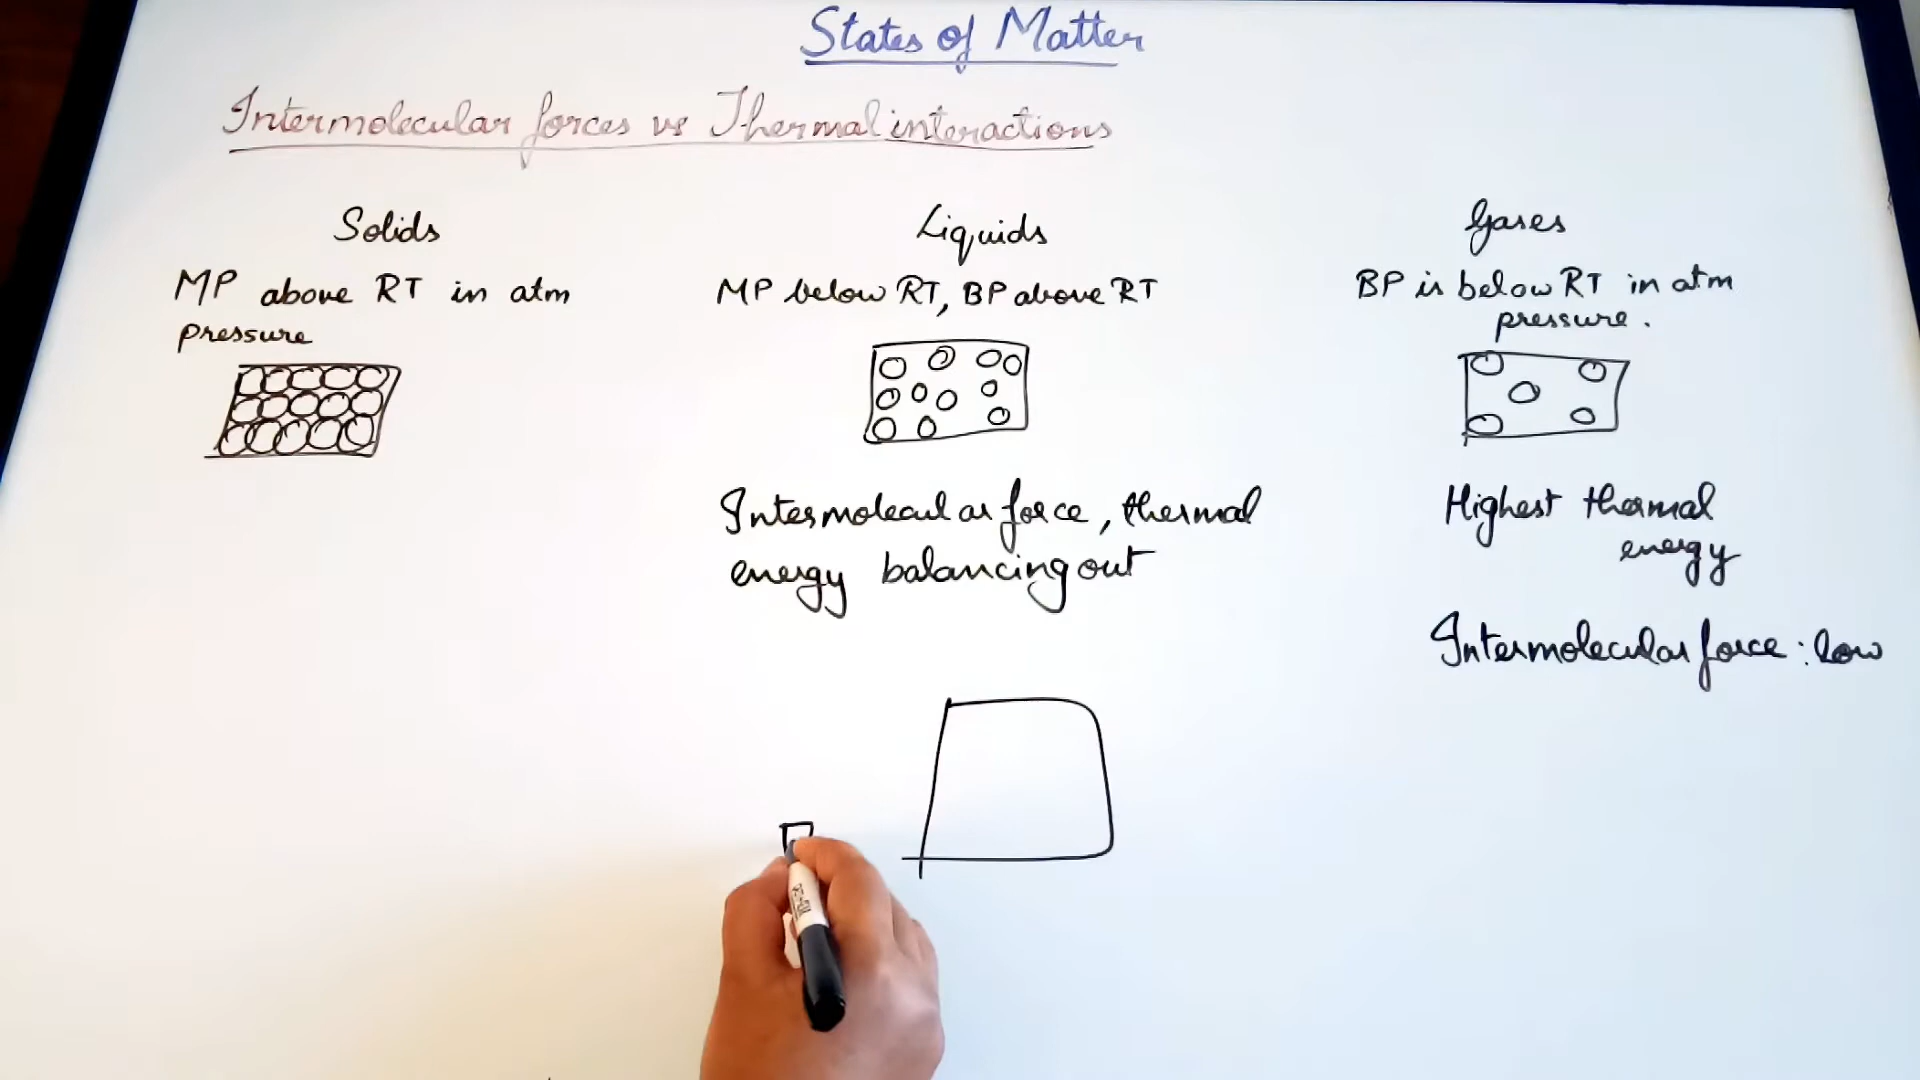 States of Matter
Intermolecular forces vs Thermal interactions
Solids
MP above RT in atm
pressure
Liquids
MP below RT, BP above RT
Intermolecular force, thermal
energy balancing out
Gases
BP is below RT in atm
pressure.
Highest thermal
energy
Intermolecular force : low